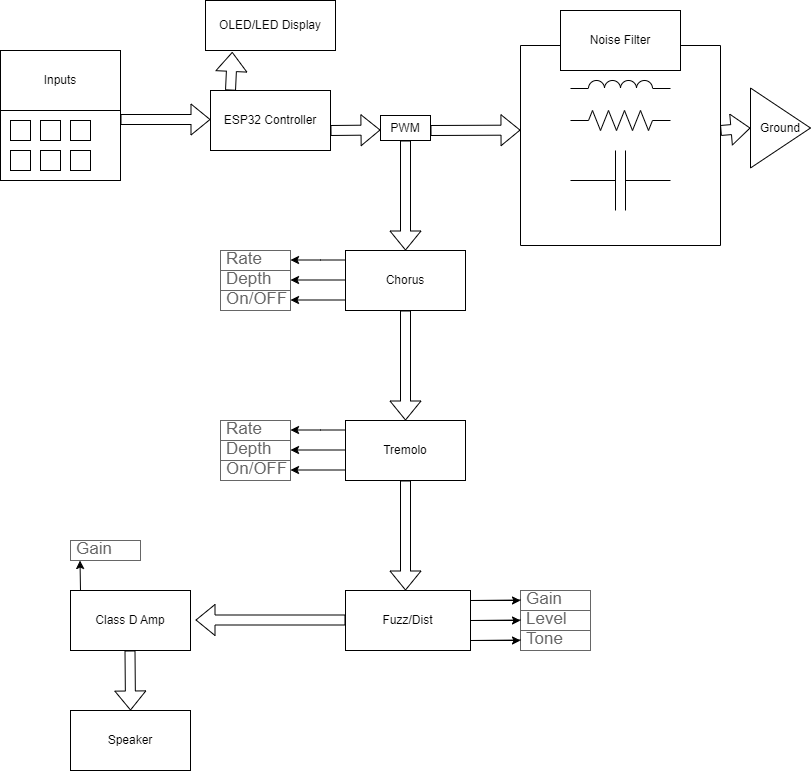 OLED/LED Display
Noise Filter
Inputs
ESP32 Controller
PWM
Ground
Rate
Depth
On/OFF
Chorus
Rate
Depth
On/OFF
Tremolo
Gain
Class D Amp
Fuzz/Dist
Gain
Level
Tone
Speaker